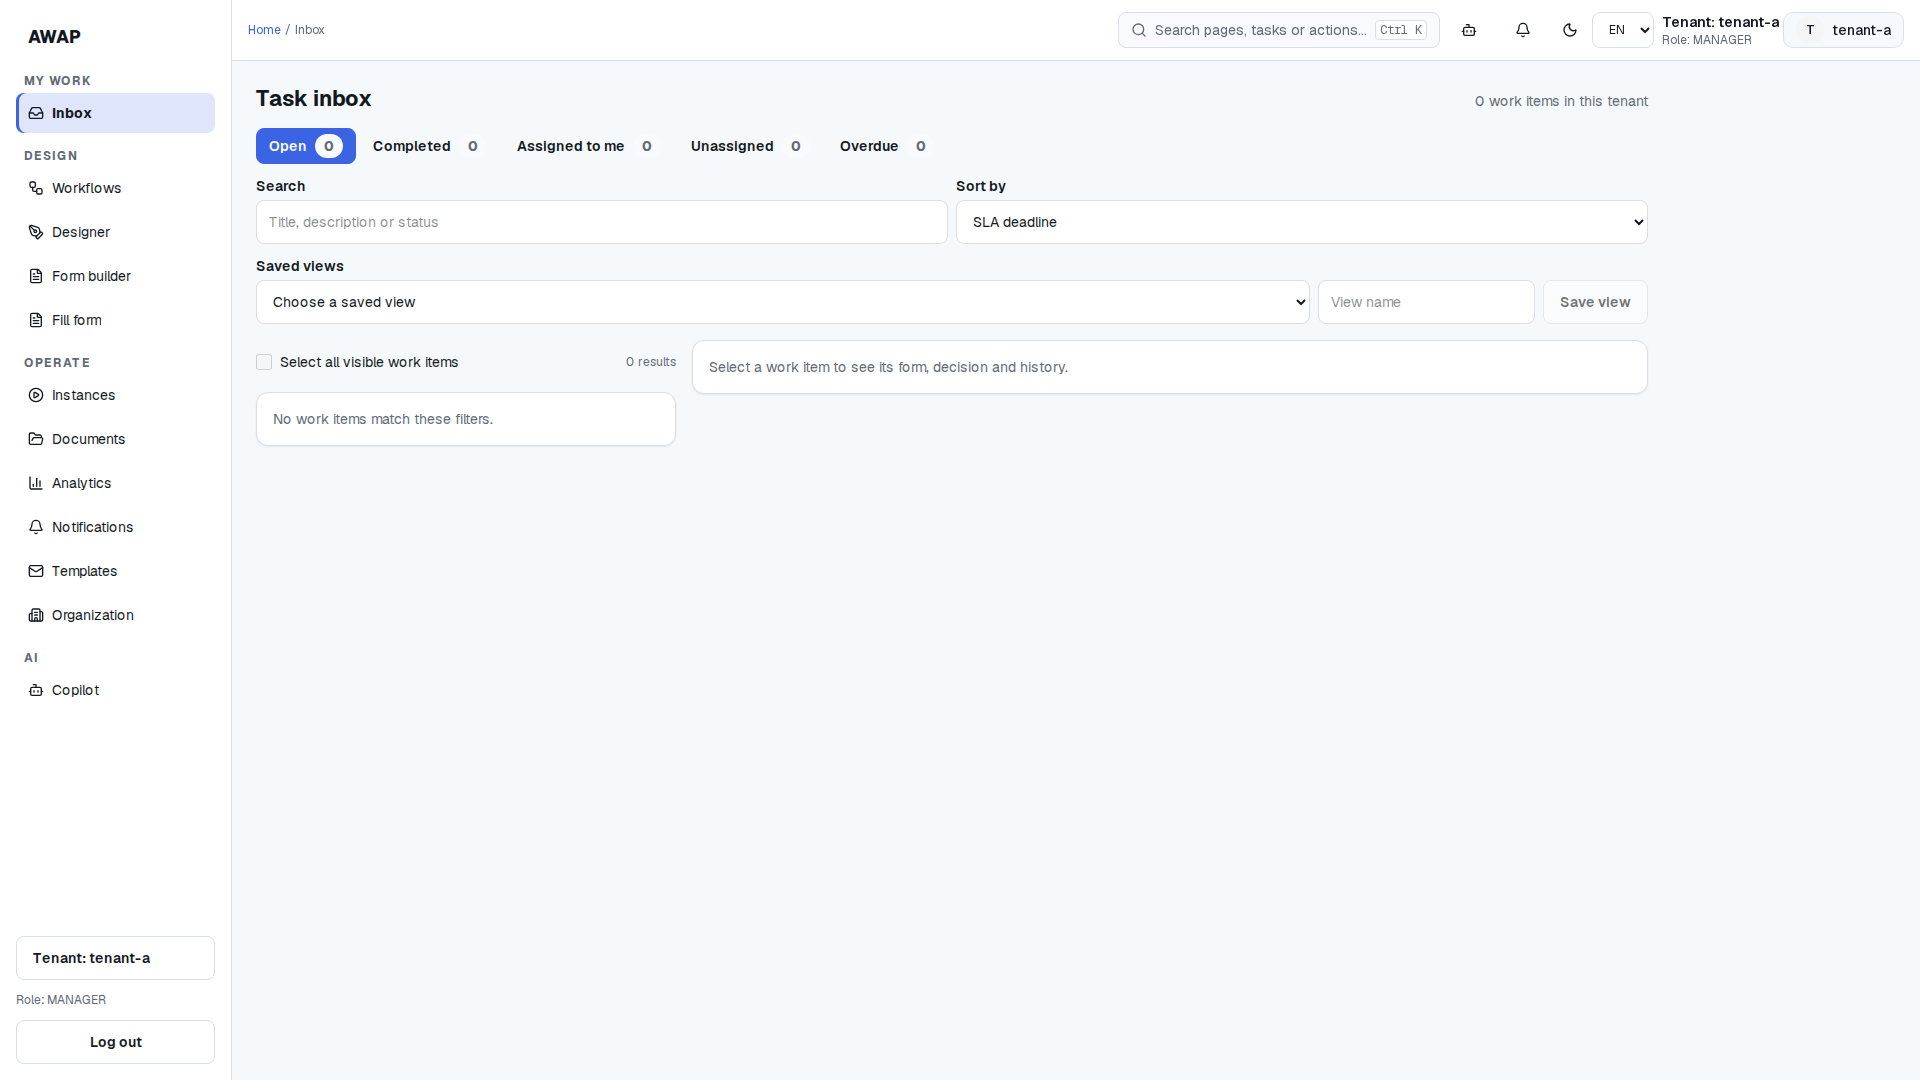 AWAP
MY WORK
Inbox
DESIGN
Workflows
Designer
Form builder
Fill form
OPERATE
Instances
Documents
Analytics
Notifications
Templates
Organization
AI
Copilot
Tenant: tenant-a
Role: MANAGER
Log out
Home / Inbox
Search pages, tasks or actions... Ctrl K
EN
Tenant: tenant-a
Role: MANAGER
T tenant-a
Task inbox
0 work items in this tenant
Open 0 Completed 0 Assigned to me 0 Unassigned 0 Overdue 0
Search
Title, description or status
Sort by
SLA deadline
Saved views
Choose a saved view
View name
Save view
Select all visible work items
0 results
No work items match these filters.
Select a work item to see its form, decision and history.